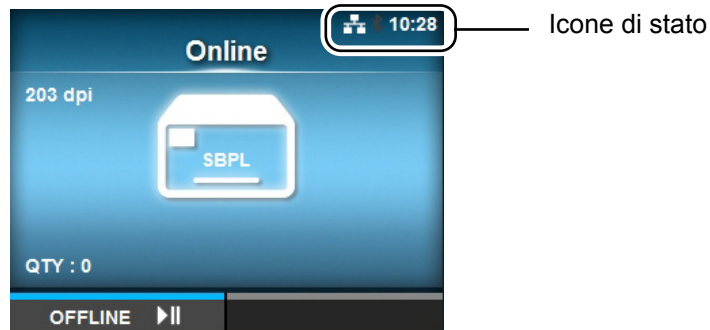 10:28
Icone di stato
Online
203 dpi
SBPL
QTY : 0
OFFLINE